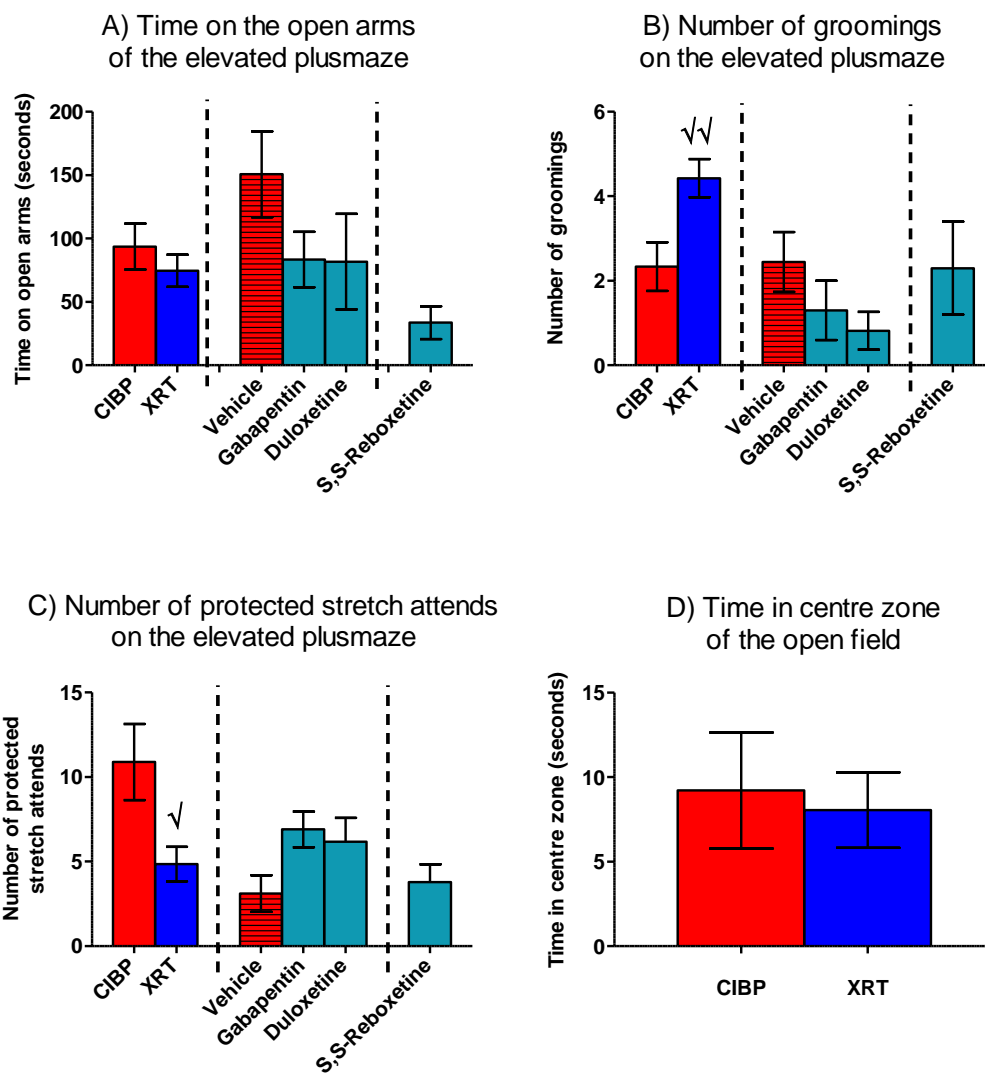 A) Time on the open arms
of the elevated plusmaze
Time on open arms (seconds)
200
150
100
50
0
CIBP
XRT
Vehicle
Gabapentin
Duloxetine
S,S-Reboxetine
B) Number of groomings
on the elevated plusmaze
Number of groomings
6
4
2
0
√√
CIBP
XRT
Vehicle
Gabapentin
Duloxetine
S,S-Reboxetine
C) Number of protected stretch attends
on the elevated plusmaze
Number of protected
stretch attends
15
10
5
0
√
CIBP
XRT
Vehicle
Gabapentin
Duloxetine
S,S-Reboxetine
D) Time in centre zone
of the open field
Time in centre zone (seconds)
15
10
5
0
CIBP
XRT